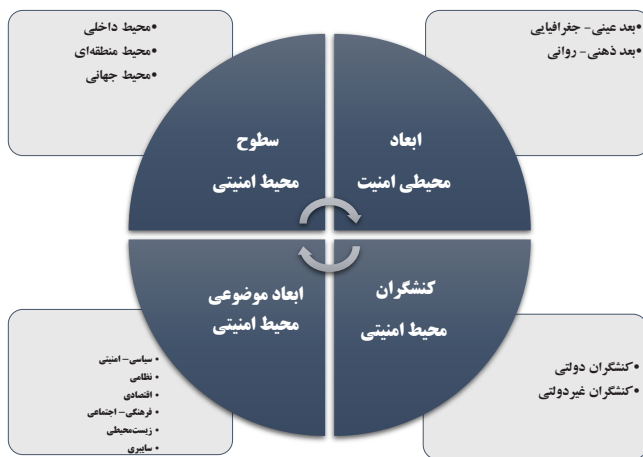 •بعد عینی- جغرافیایی
•بعد ذهنی- روانی
ابعاد
محیطی امنیت
•محیط داخلی
•محیط منطقه‌ای
•محیط جهانی
سطوح
محیط امنیتی
کنشگران
محیط امنیتی
•کنشگران دولتی
•کنشگران غیردولتی
ابعاد موضوعی
محیط امنیتی
•سیاسی- امنیتی
•نظامی
•اقتصادی
•فرهنگی- اجتماعی
•زیست‌محیطی
•سایبری